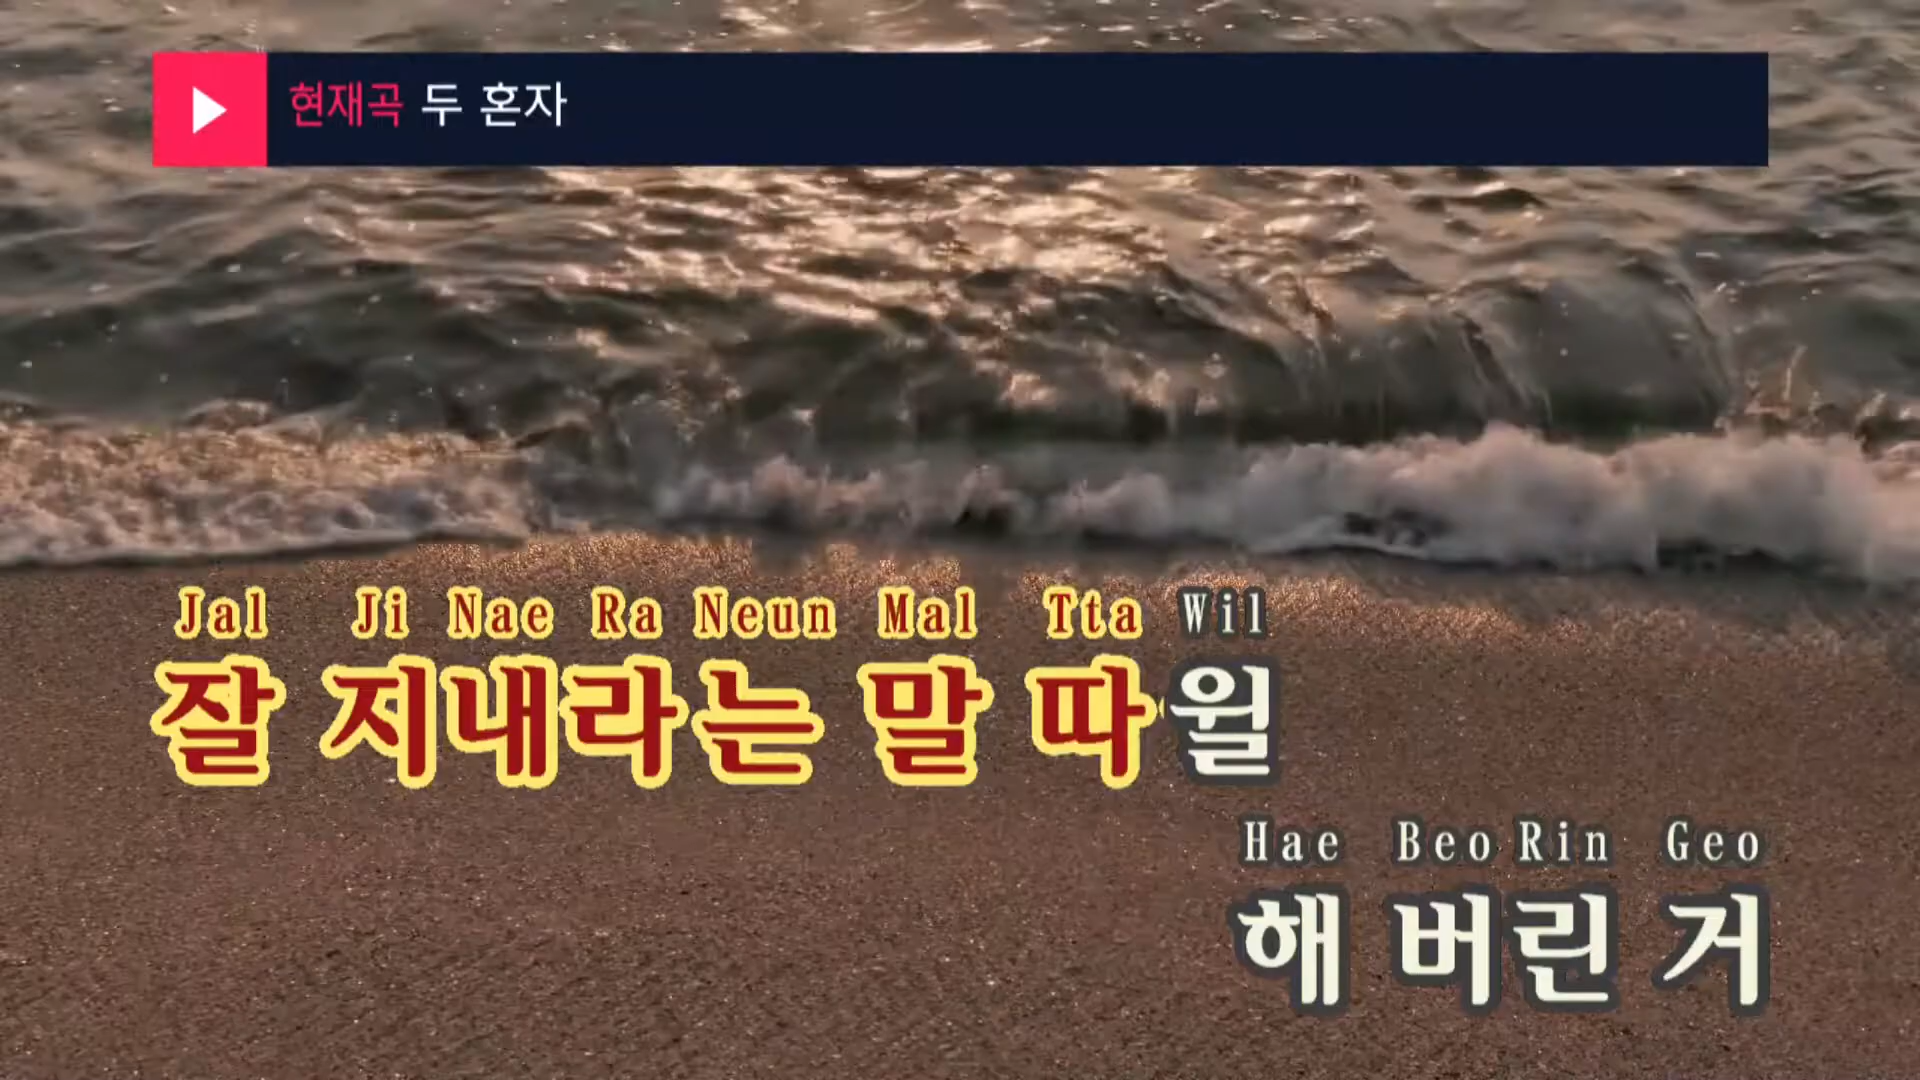 현재곡 두 혼자
Jal Ji Nae Ra Neun Mal Tta Wil
잘 지내라는 말 따윌
Hae Beo Rin Geo
해 버린 거